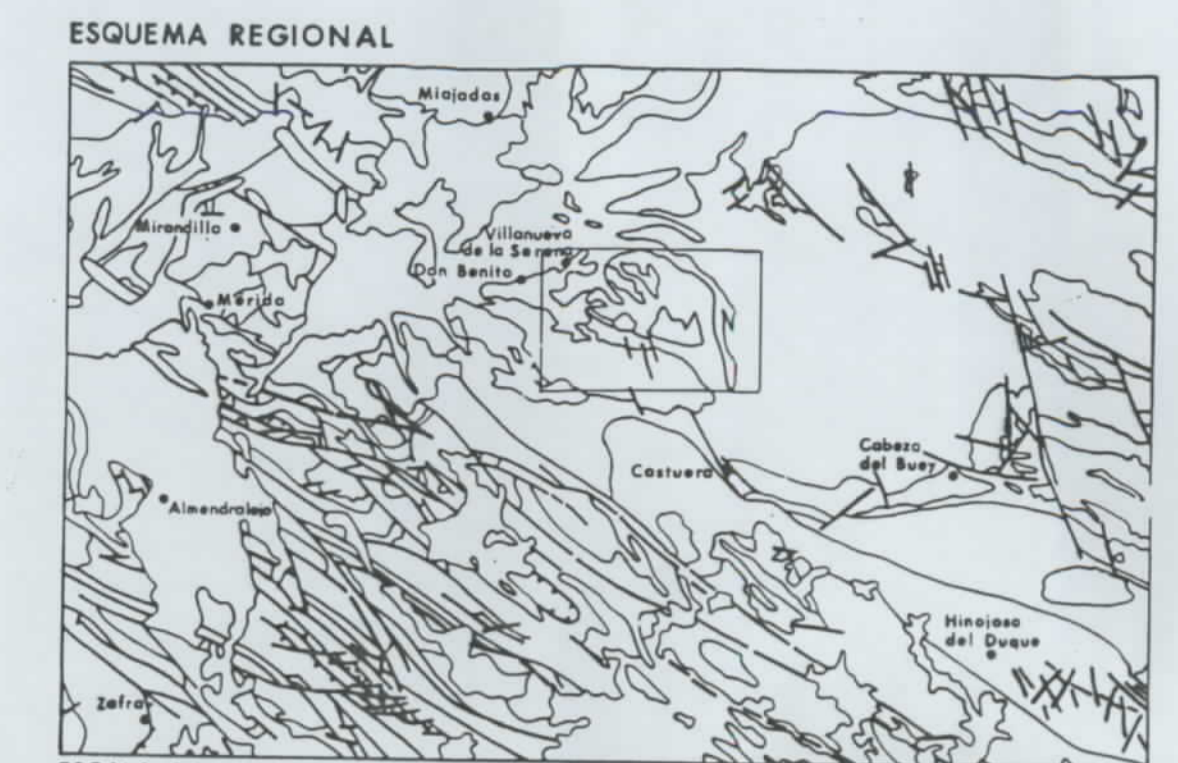 ESQUEMA REGIONAL
Miajadas
Mirandilla
Villanueva
de la Serena
Don Benito
Mérida
Cabeza
del Buey
Castuera
Almendralejo
Hinojosa
del Duque
Zafra